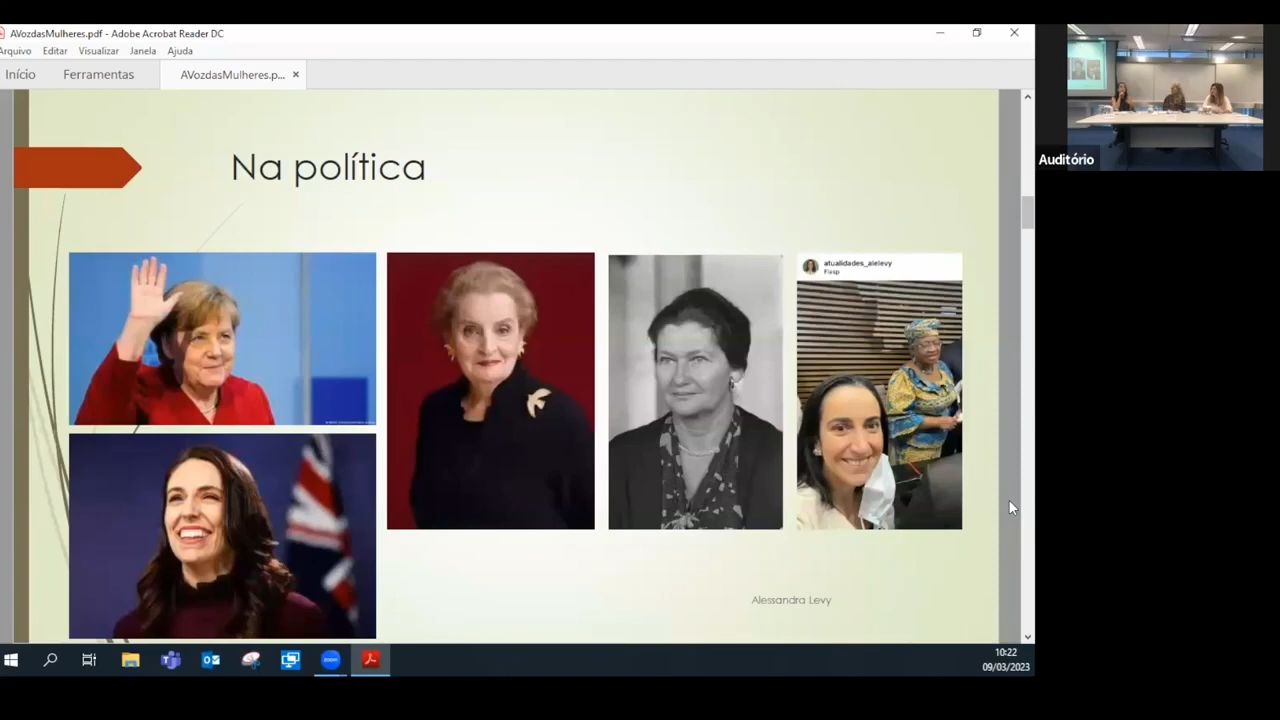 AVozdasMulheres.pdf - Adobe Acrobat Reader DC
Arquivo Editar Visualizar Janela Ajuda
Início Ferramentas AVozdasMulheres.p...
Na política
atualidades_alelevy
Fiesp
Alessandra Levy
Auditório
zoom
10:22
09/03/2023